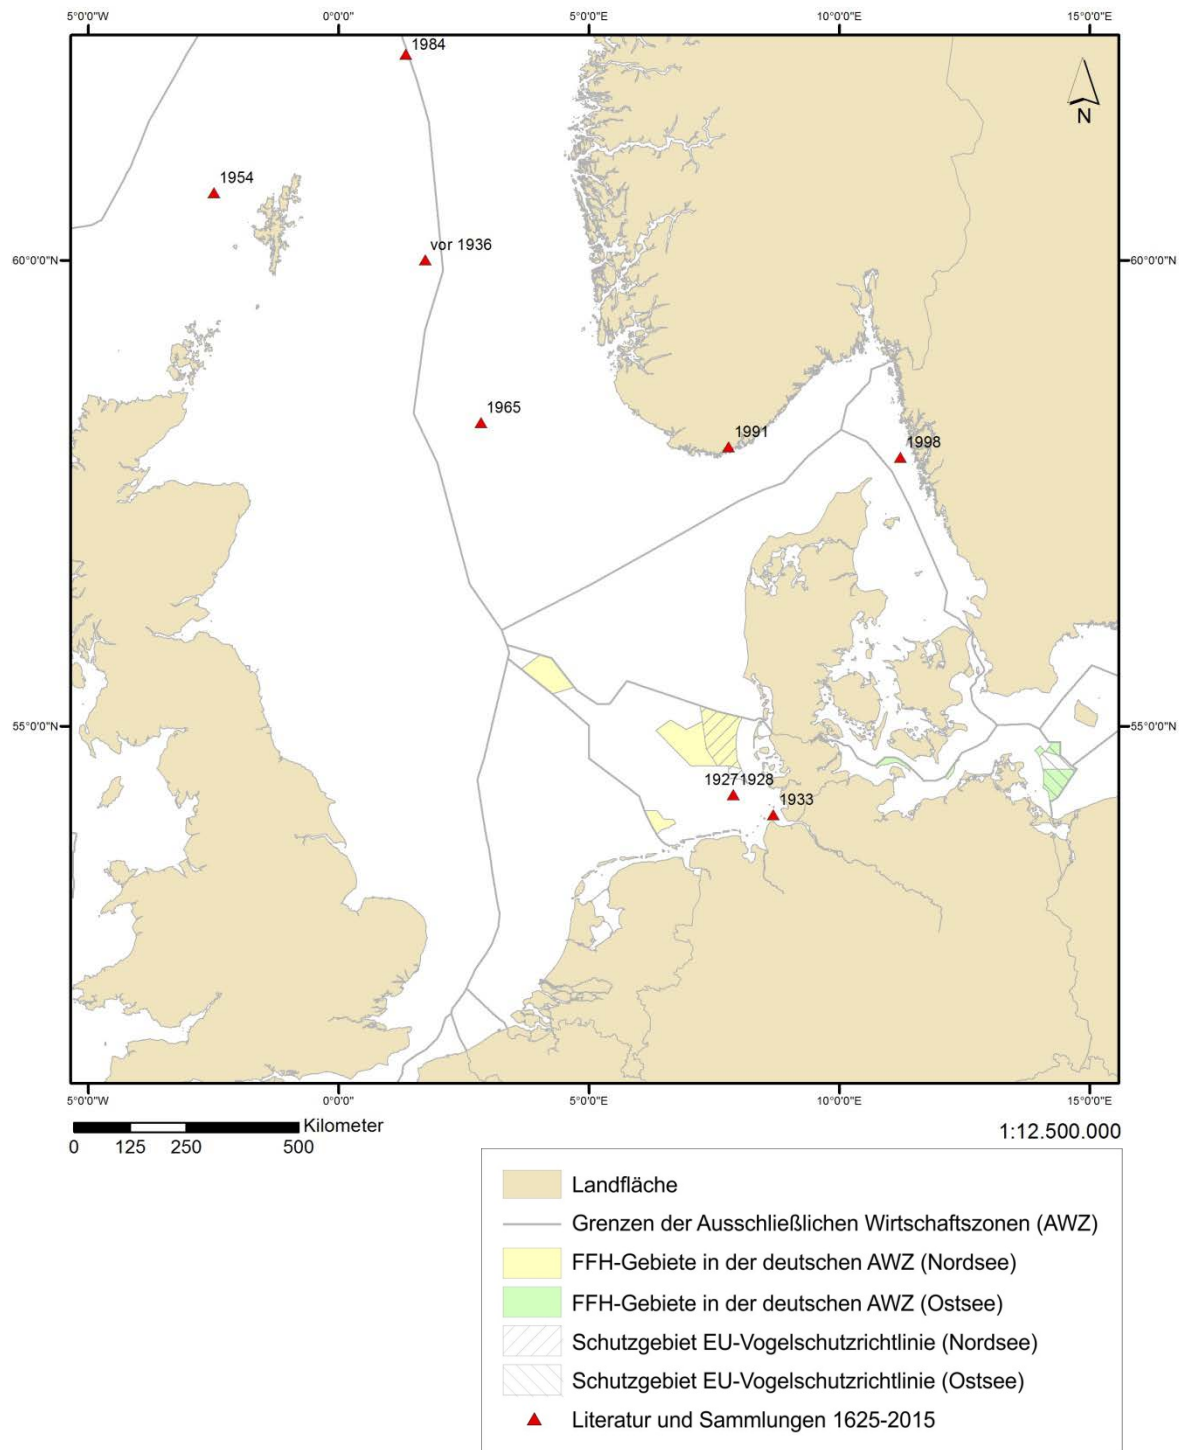 5°0'0"W 0°0'0" 5°0'0"E 10°0'0"E 15°0'0"E
1984
N
1954
vor 1936
60°0'0"N 60°0'0"N
1965
1991
1998
55°0'0"N 55°0'0"N
1927 1928
1933
5°0'0"W 0°0'0" 5°0'0"E 10°0'0"E 15°0'0"E
Kilometer
0 125 250 500
1:12.500.000
Landfläche
Grenzen der Ausschließlichen Wirtschaftszonen (AWZ)
FFH-Gebiete in der deutschen AWZ (Nordsee)
FFH-Gebiete in der deutschen AWZ (Ostsee)
Schutzgebiet EU-Vogelschutzrichtlinie (Nordsee)
Schutzgebiet EU-Vogelschutzrichtlinie (Ostsee)
Literatur und Sammlungen 1625-2015